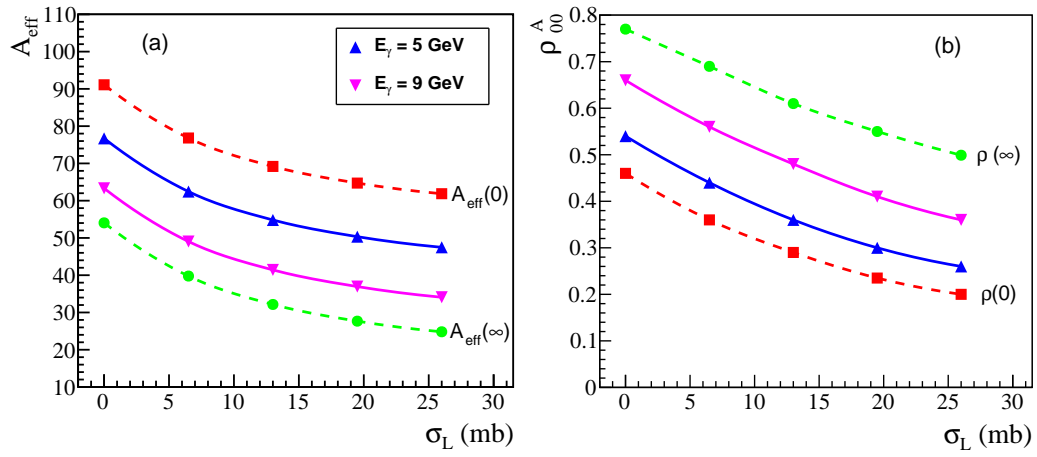 A_eff
110
100
90
80
70
60
50
40
30
20
10
(a)
E_γ = 5 GeV
E_γ = 9 GeV
A_eff(0)
A_eff(∞)
0 5 10 15 20 25 30
σ_L (mb)
ρ^A_00
0.8
0.7
0.6
0.5
0.4
0.3
0.2
0.1
0
(b)
ρ (∞)
ρ(0)
0 5 10 15 20 25 30
σ_L (mb)